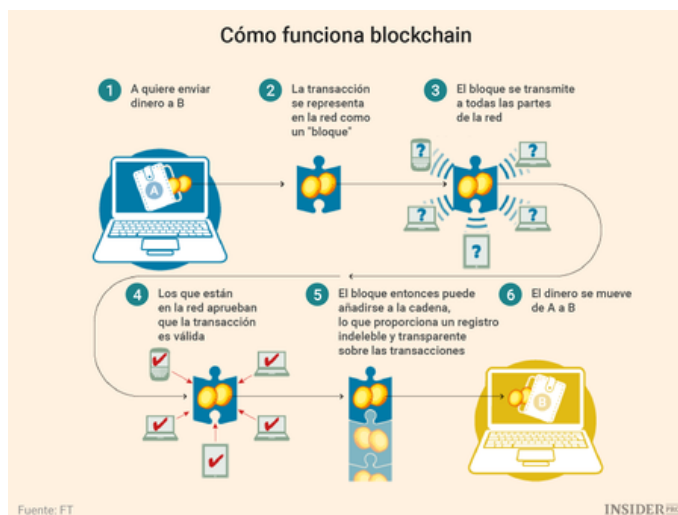 Cómo funciona blockchain
1
A quiere enviar
dinero a B
2
La transacción
se representa
en la red como
un "bloque"
3
El bloque se transmite
a todas las partes
de la red
A
?
?
?
?
?
4
Los que están
en la red aprueban
que la transacción
es válida
5
El bloque entonces puede
añadirse a la cadena,
lo que proporciona un registro
indeleble y transparente
sobre las transacciones
6
El dinero se mueve
de A a B
B
Fuente: FT
INSIDER PRO